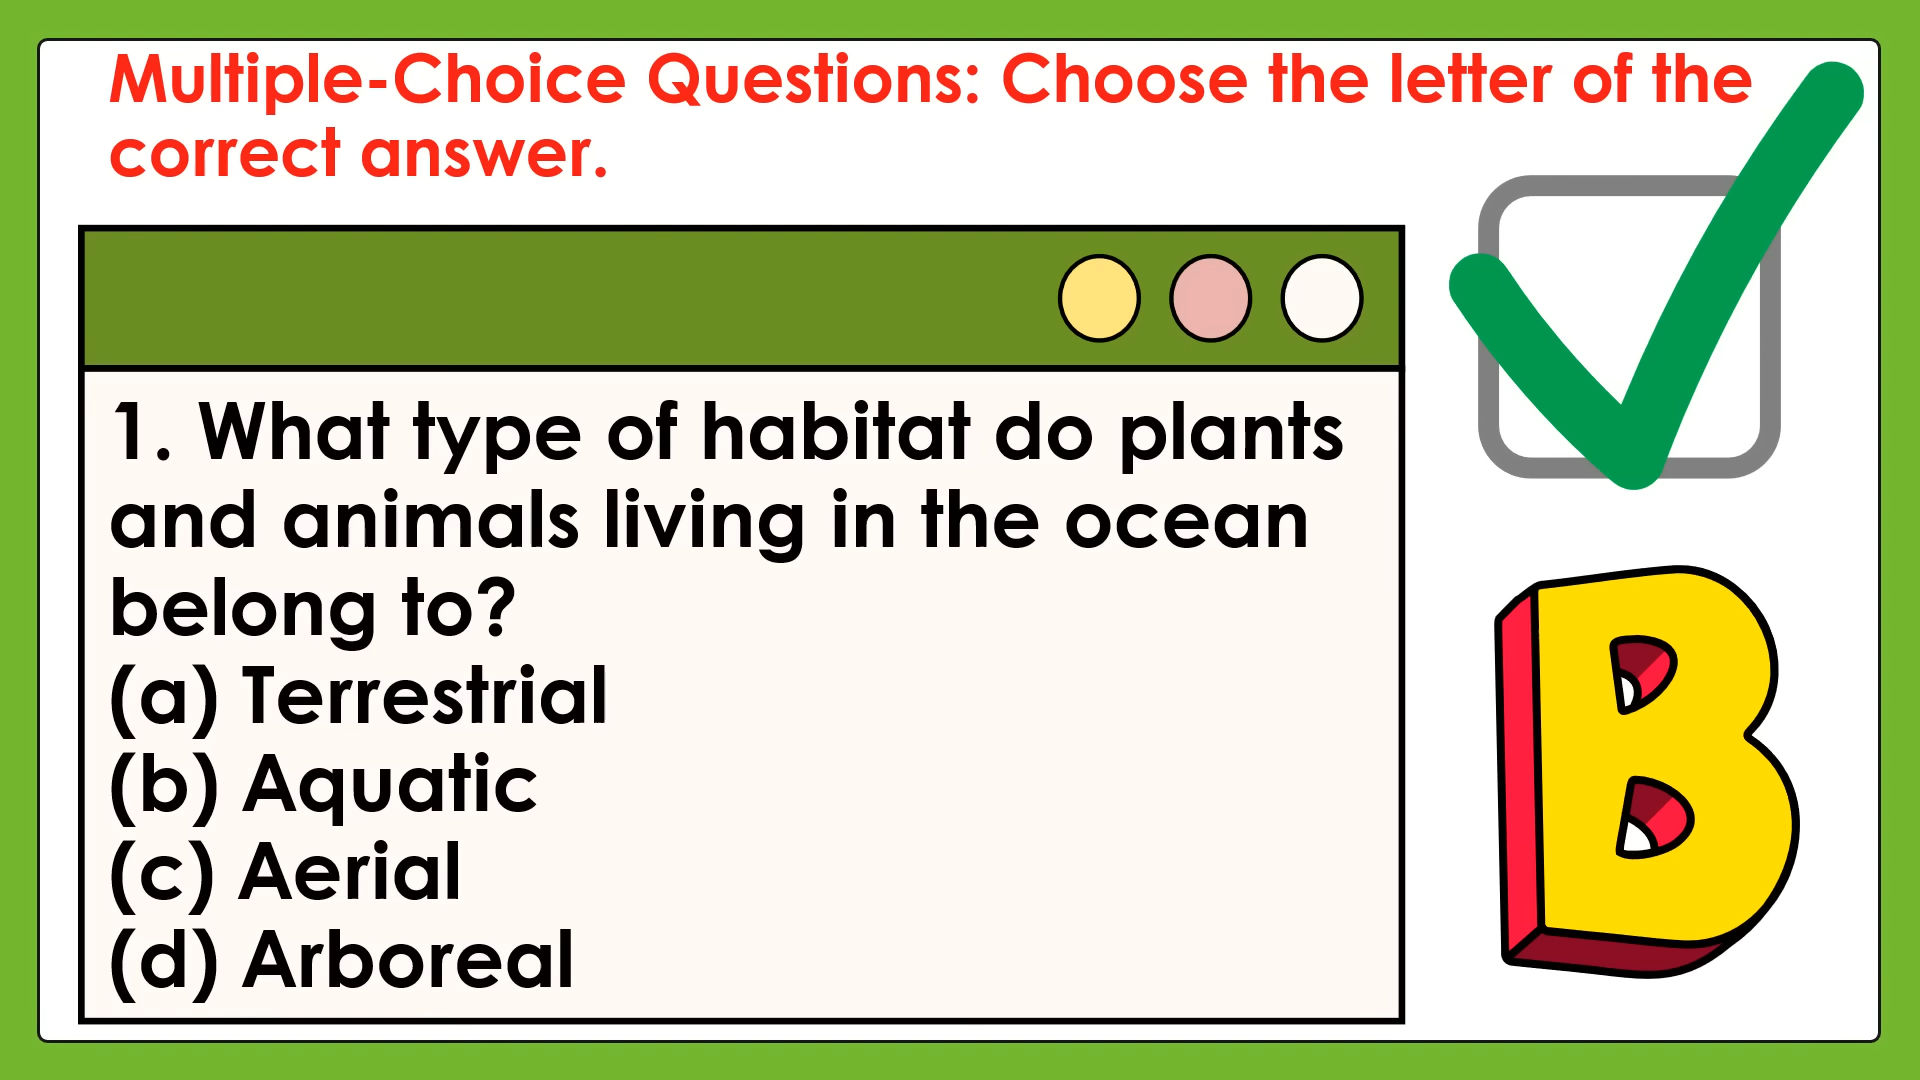 Multiple-Choice Questions: Choose the letter of the
correct answer.
1. What type of habitat do plants
and animals living in the ocean
belong to?
(a) Terrestrial
(b) Aquatic
(c) Aerial
(d) Arboreal
B